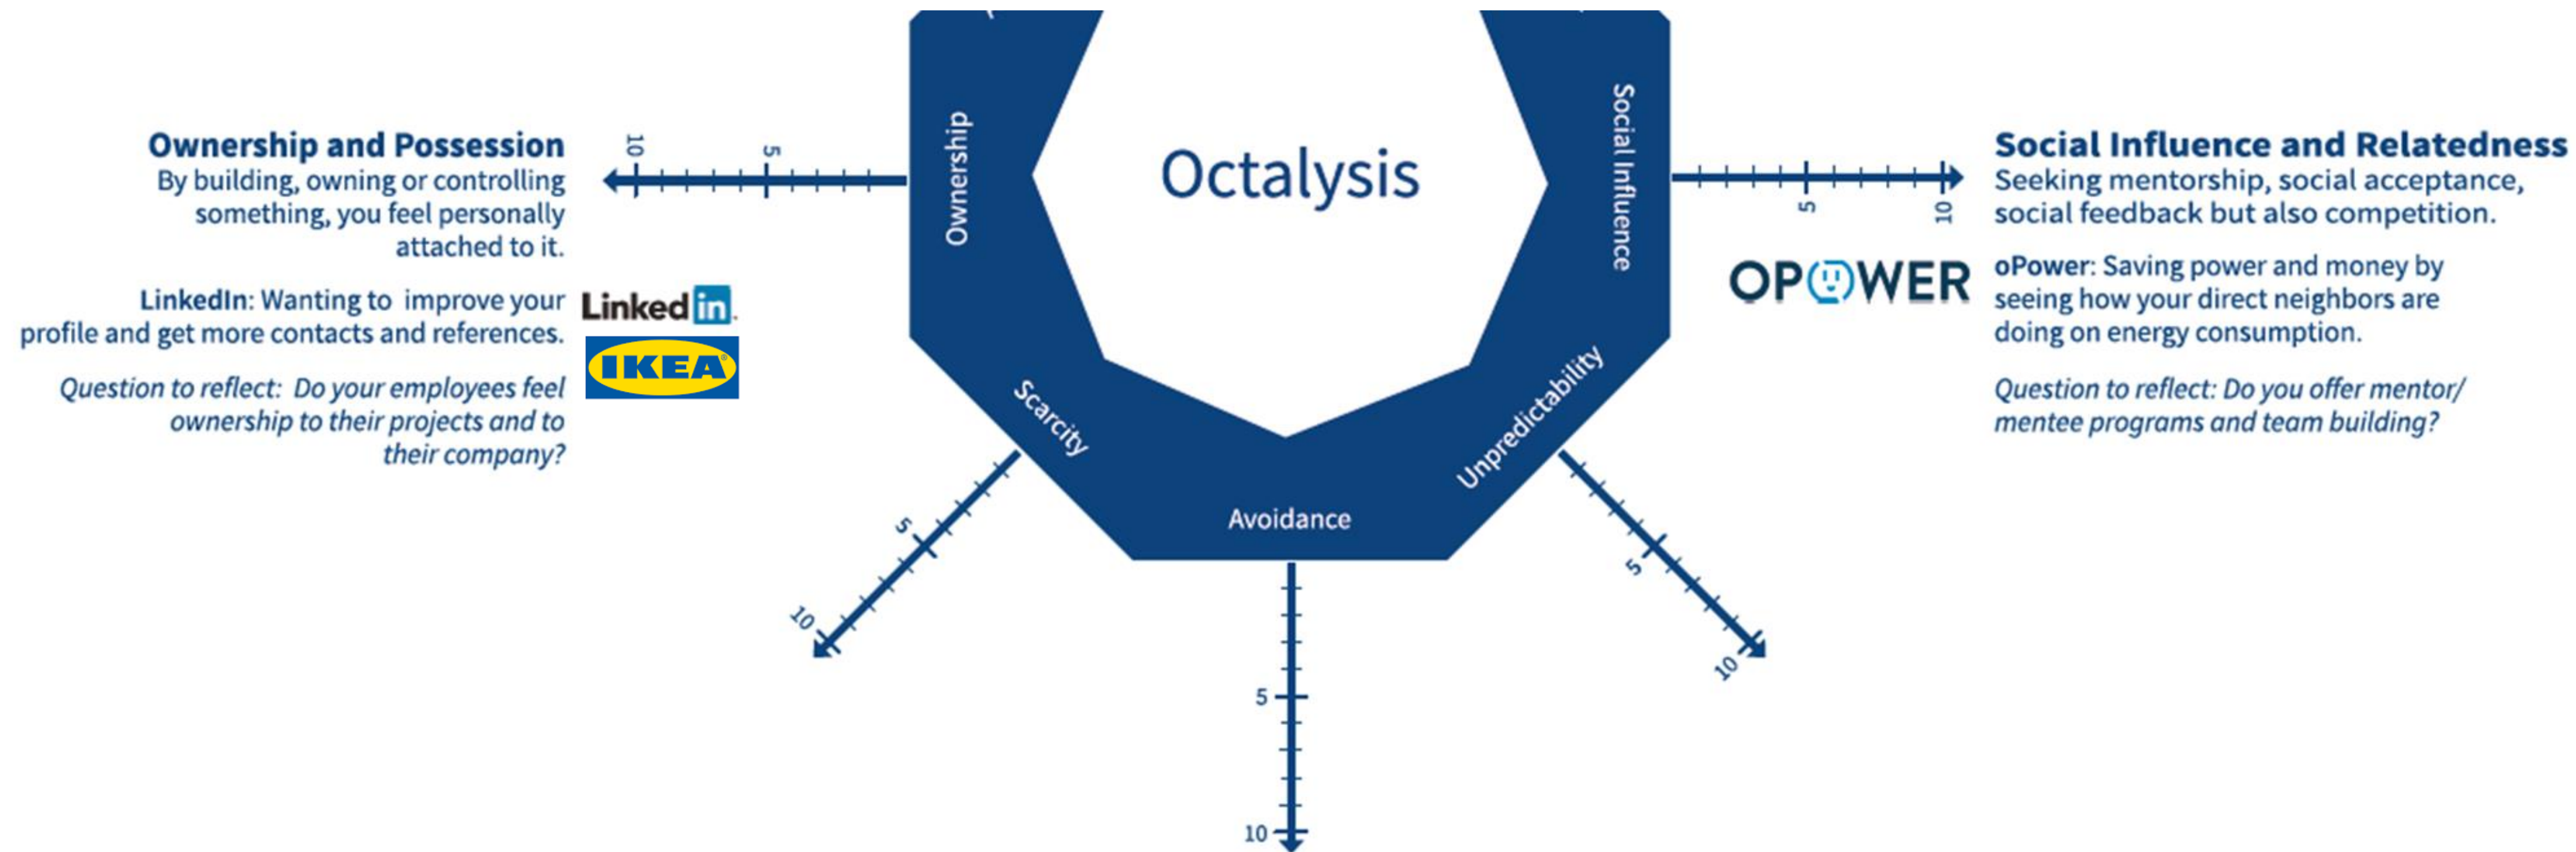 Ownership and Possession
By building, owning or controlling
something, you feel personally
attached to it.
LinkedIn: Wanting to improve your
profile and get more contacts and references.
Question to reflect: Do your employees feel
ownership to their projects and to
their company?
LinkedIn
IKEA
10
5
Ownership
Octalysis
Social Influence
5
10
Social Influence and Relatedness
Seeking mentorship, social acceptance,
social feedback but also competition.
OPOWER
oPower: Saving power and money by
seeing how your direct neighbors are
doing on energy consumption.
Question to reflect: Do you offer mentor/
mentee programs and team building?
Scarcity
Unpredictability
Avoidance
5
10
5
10
5
10